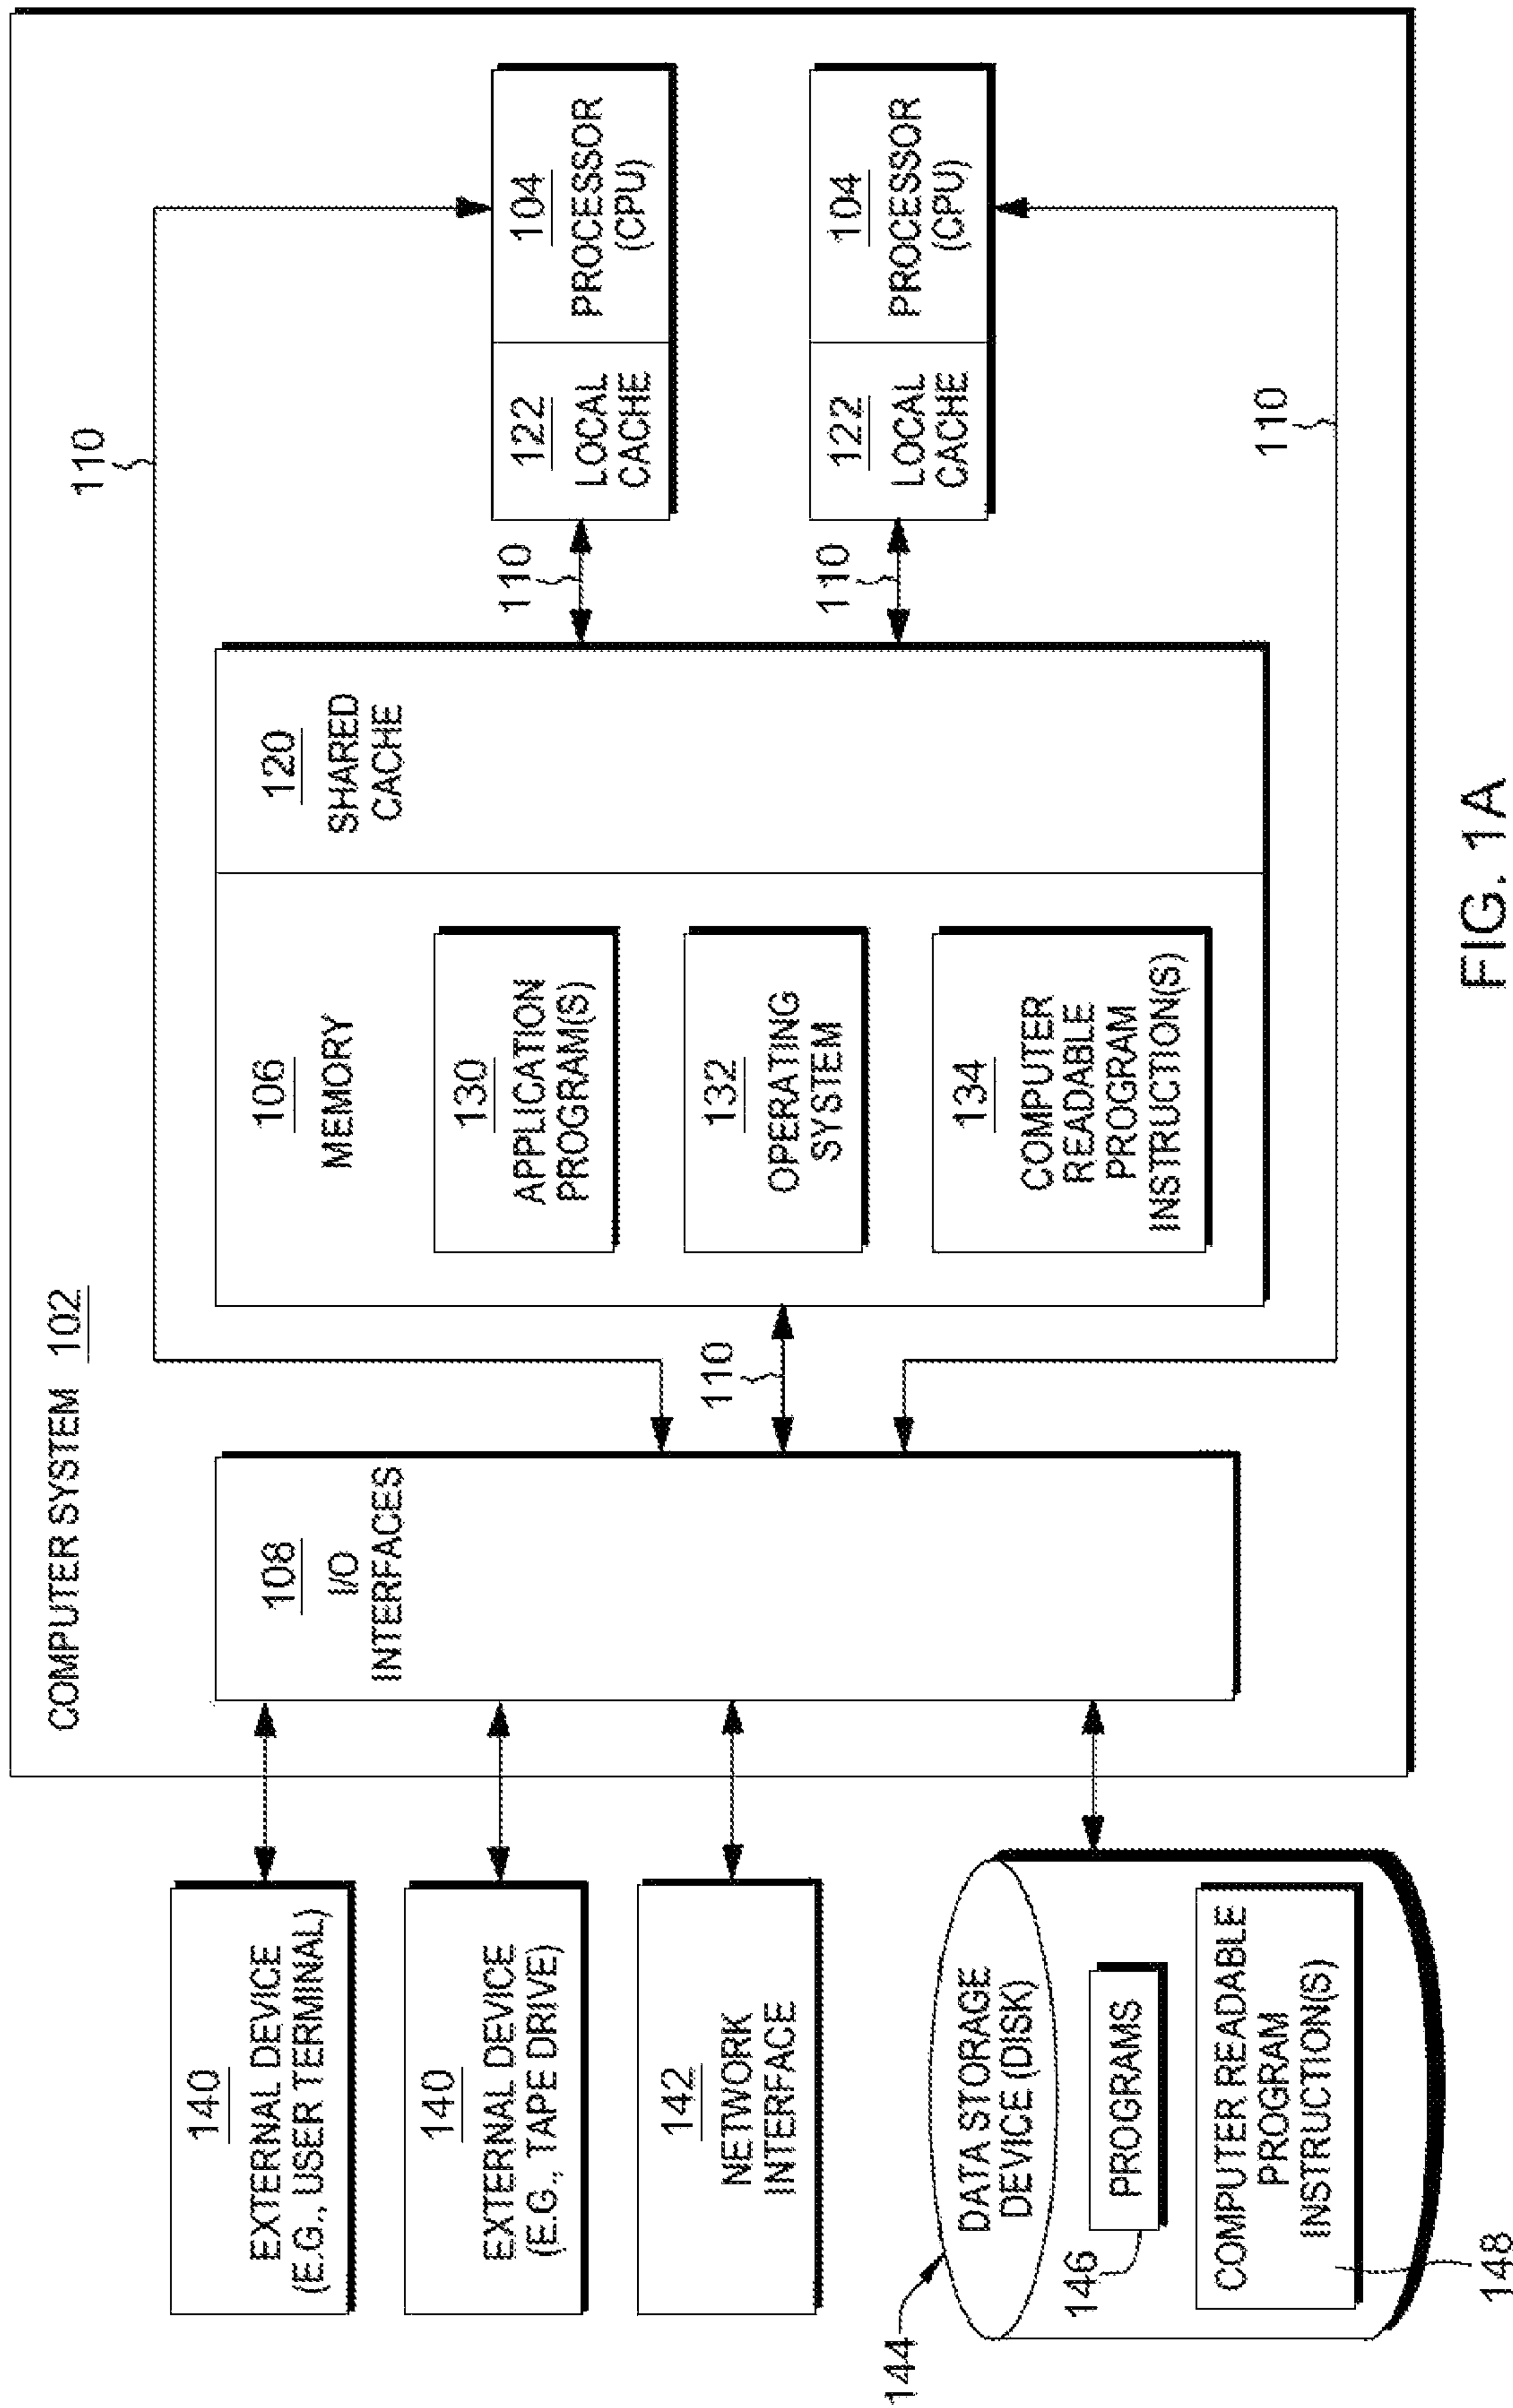 COMPUTER SYSTEM 102
110
104
PROCESSOR
(CPU)
122
LOCAL
CACHE
110
104
PROCESSOR
(CPU)
122
LOCAL
CACHE
110
110
120
SHARED
CACHE
106
MEMORY
130
APPLICATION
PROGRAM(S)
132
OPERATING
SYSTEM
134
COMPUTER
READABLE
PROGRAM
INSTRUCTION(S)
110
108
I/O
INTERFACES
140
EXTERNAL DEVICE
(E.G., USER TERMINAL)
140
EXTERNAL DEVICE
(E.G., TAPE DRIVE)
142
NETWORK
INTERFACE
144
DATA STORAGE
DEVICE (DISK)
146
PROGRAMS
COMPUTER READABLE
PROGRAM
INSTRUCTION(S)
148
FIG. 1A